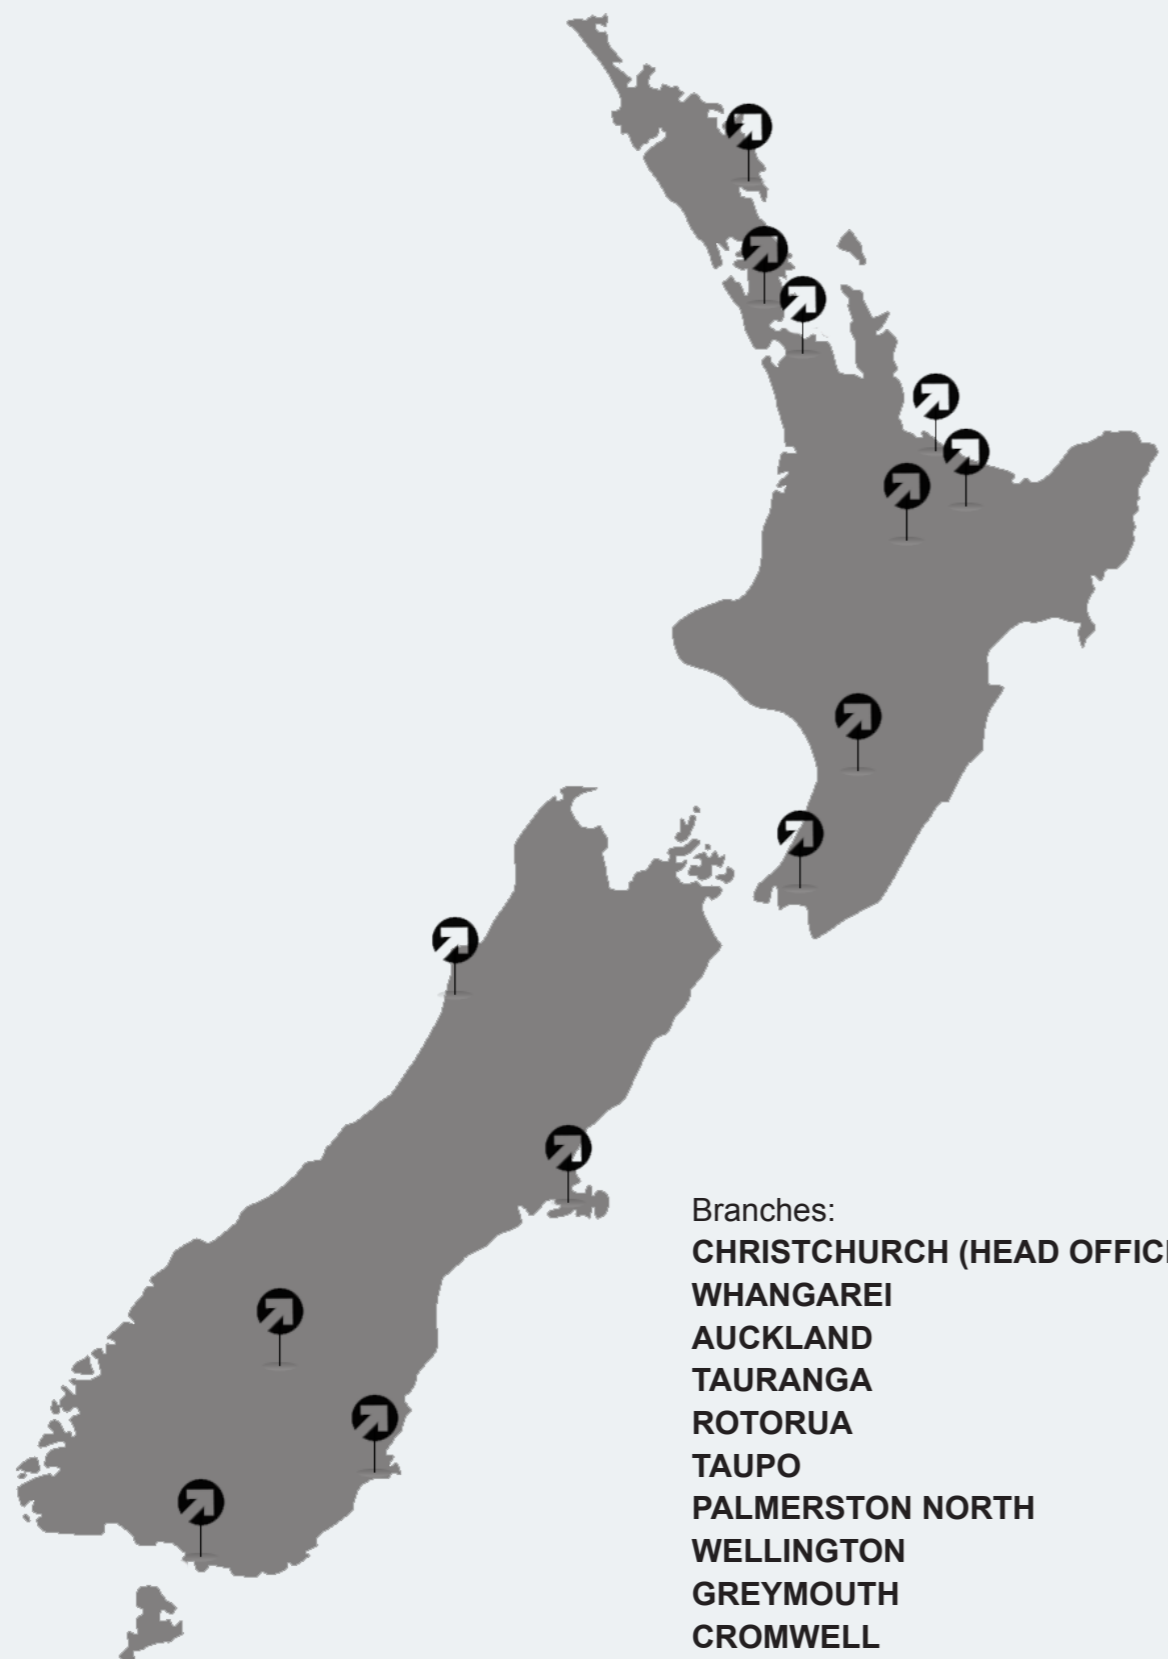 Branches:
CHRISTCHURCH (HEAD OFFIC
WHANGAREI
AUCKLAND
TAURANGA
ROTORUA
TAUPO
PALMERSTON NORTH
WELLINGTON
GREYMOUTH
CROMWELL